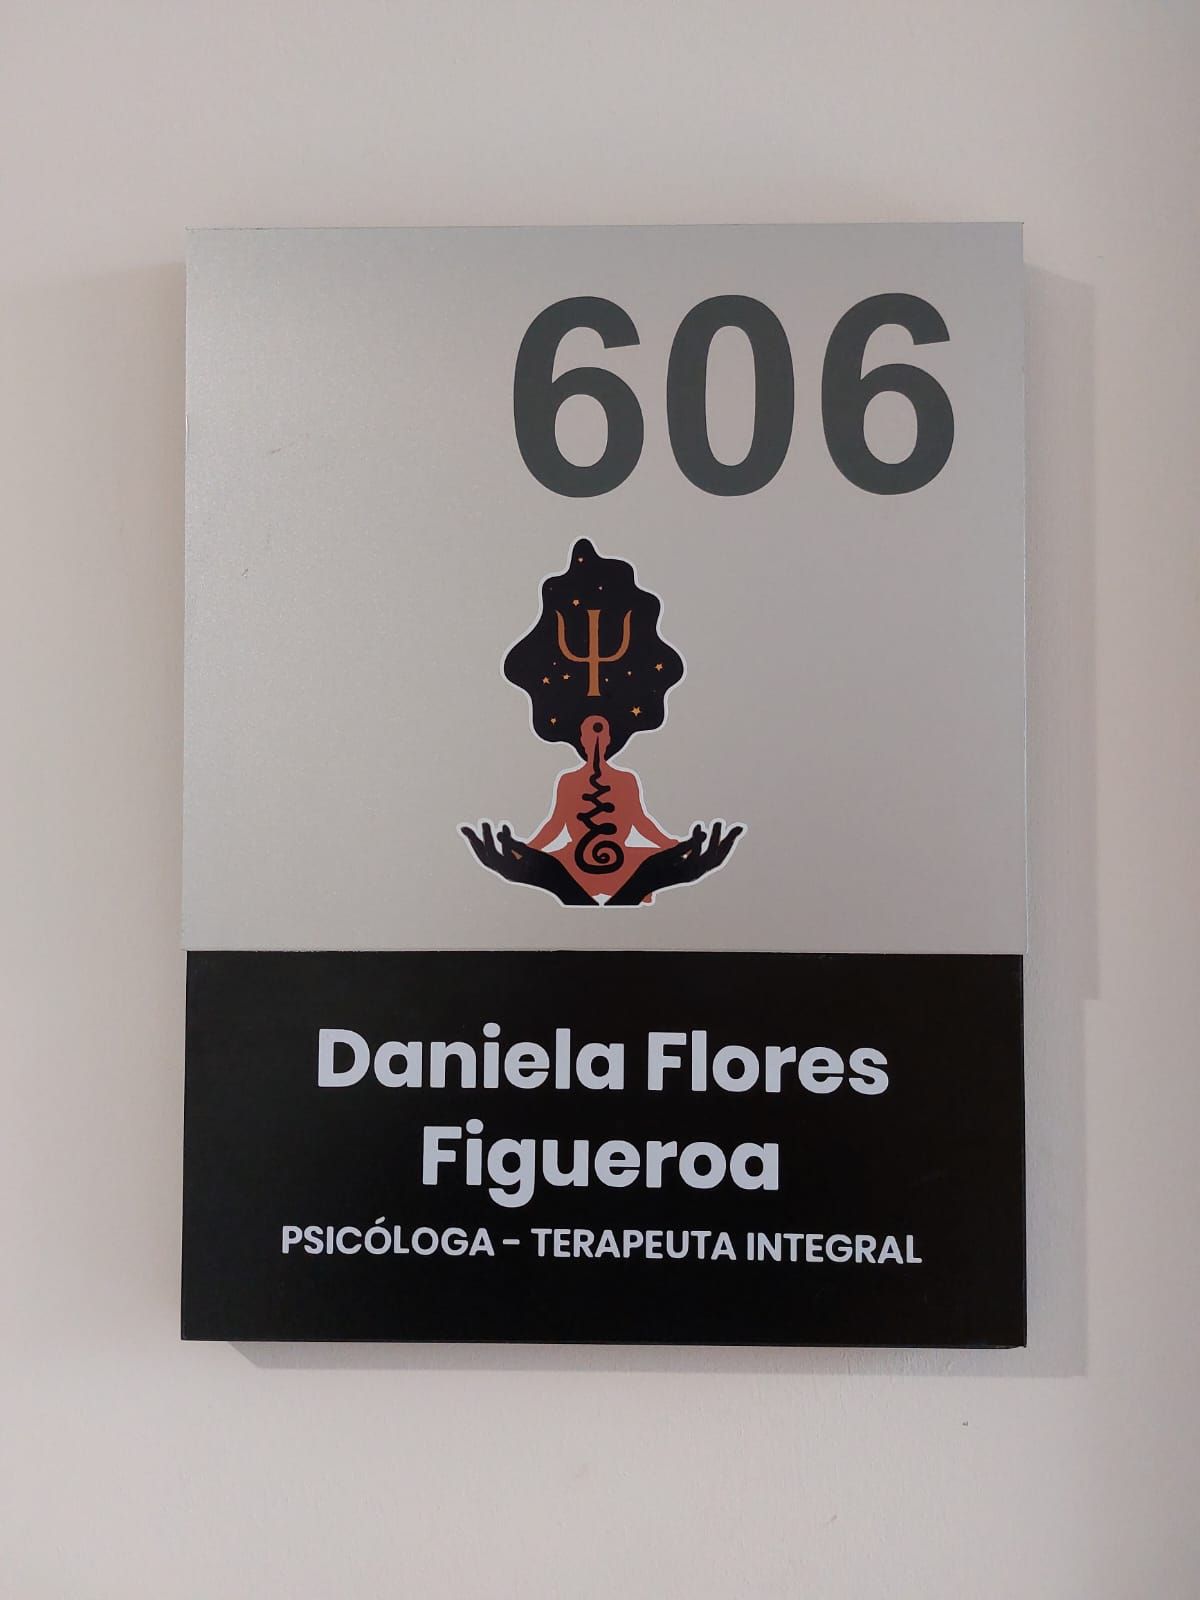 606
Ψ
Daniela Flores
Figueroa
PSICÓLOGA - TERAPEUTA INTEGRAL